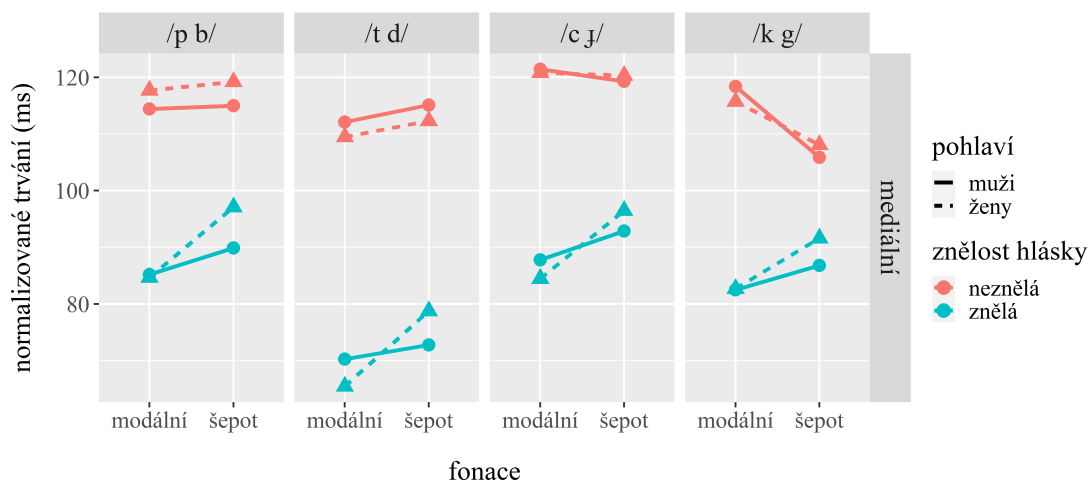 /p b/ /t d/ /c ɟ/ /k g/
normalizované trvání (ms)
120
100
80
mediální
modální šepot modální šepot modální šepot modální šepot
fonace
pohlaví
muži
ženy
znělost hlásky
neznělá
znělá